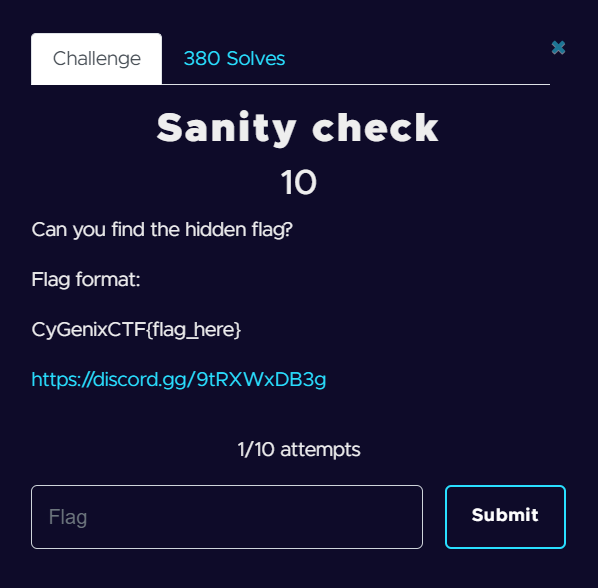 Challenge 380 Solves ✖
Sanity check
10
Can you find the hidden flag?
Flag format:
CyGenixCTF{flag_here}
https://discord.gg/9tRXWxDB3g
1/10 attempts
Flag Submit